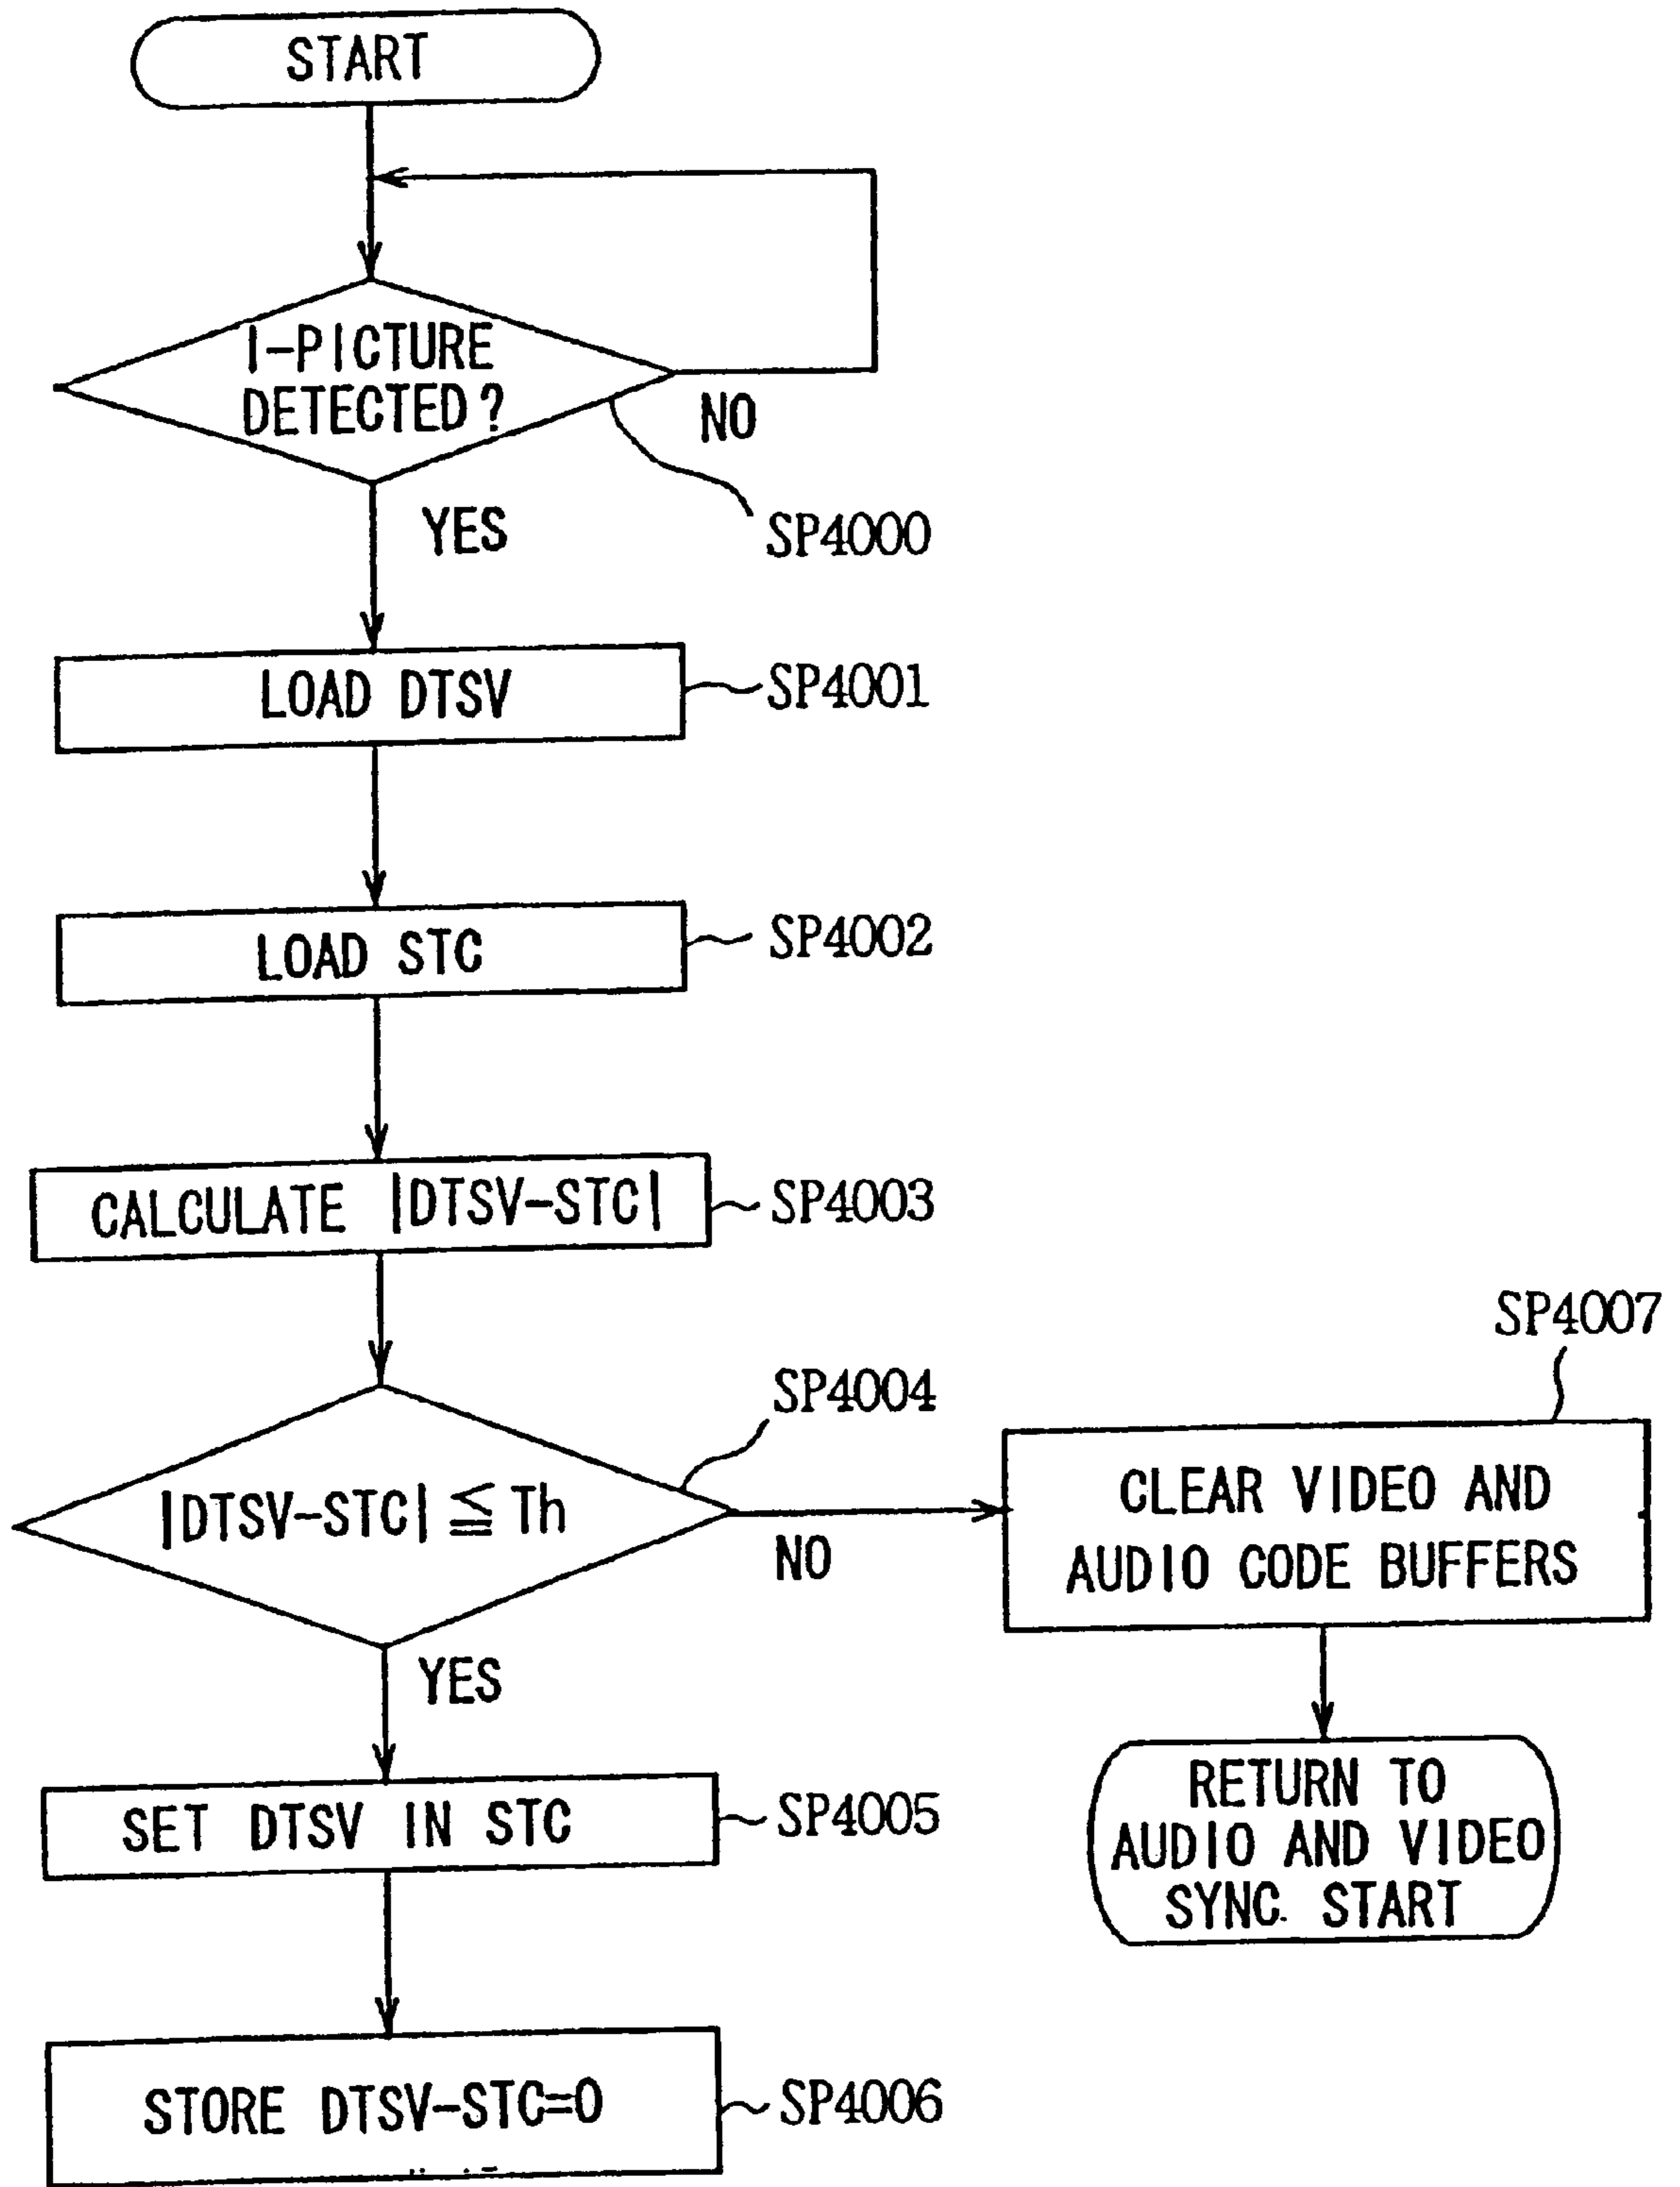 START
I-PICTURE
DETECTED?
NO
YES
SP4000
LOAD DTSV
SP4001
LOAD STC
SP4002
CALCULATE |DTSV-STC|
SP4003
SP4004
|DTSV-STC| ≦ Th
NO
YES
SP4007
CLEAR VIDEO AND
AUDIO CODE BUFFERS
RETURN TO
AUDIO AND VIDEO
SYNC. START
SET DTSV IN STC
SP4005
STORE DTSV-STC=0
SP4006